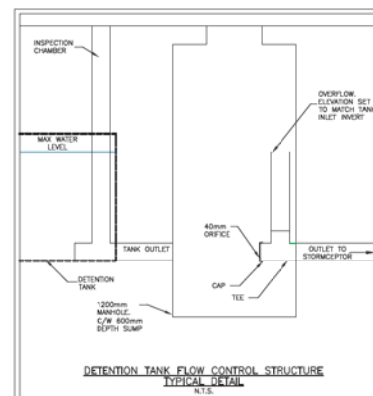 INSPECTION
CHAMBER
OVERFLOW.
ELEVATION SET
TO MATCH TANK
INLET INVERT
MAX WATER
LEVEL
40mm
ORIFICE
TANK OUTLET
OUTLET TO
STORMCEPTOR
DETENTION
TANK
CAP
TEE
1200mm
MANHOLE.
C/W 600mm
DEPTH SUMP
DETENTION TANK FLOW CONTROL STRUCTURE
TYPICAL DETAIL
N.T.S.